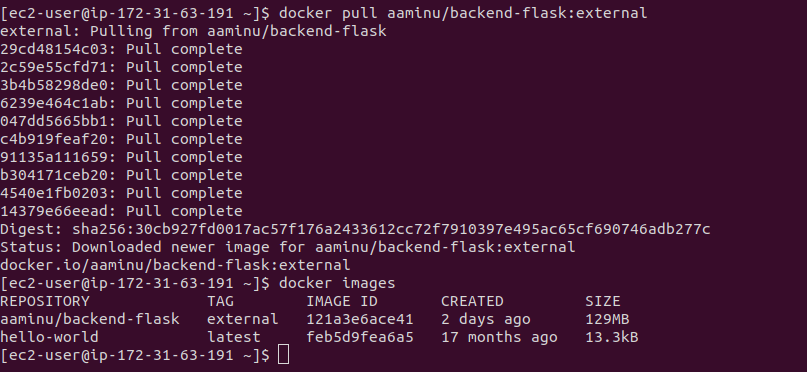 [ec2-user@ip-172-31-63-191 ~]$ docker pull aaminu/backend-flask:external
external: Pulling from aaminu/backend-flask
29cd48154c03: Pull complete
2c59e55cfd71: Pull complete
3b4b58298de0: Pull complete
6239e464c1ab: Pull complete
047dd5665bb1: Pull complete
c4b919feaf20: Pull complete
91135a111659: Pull complete
b304171ceb20: Pull complete
4540e1fb0203: Pull complete
14379e66eead: Pull complete
Digest: sha256:30cb927fd0017ac57f176a2433612cc72f7910397e495ac65cf690746adb277c
Status: Downloaded newer image for aaminu/backend-flask:external
docker.io/aaminu/backend-flask:external
[ec2-user@ip-172-31-63-191 ~]$ docker images
REPOSITORY TAG IMAGE ID CREATED SIZE
aaminu/backend-flask external 121a3e6ace41 2 days ago 129MB
hello-world latest feb5d9fea6a5 17 months ago 13.3kB
[ec2-user@ip-172-31-63-191 ~]$